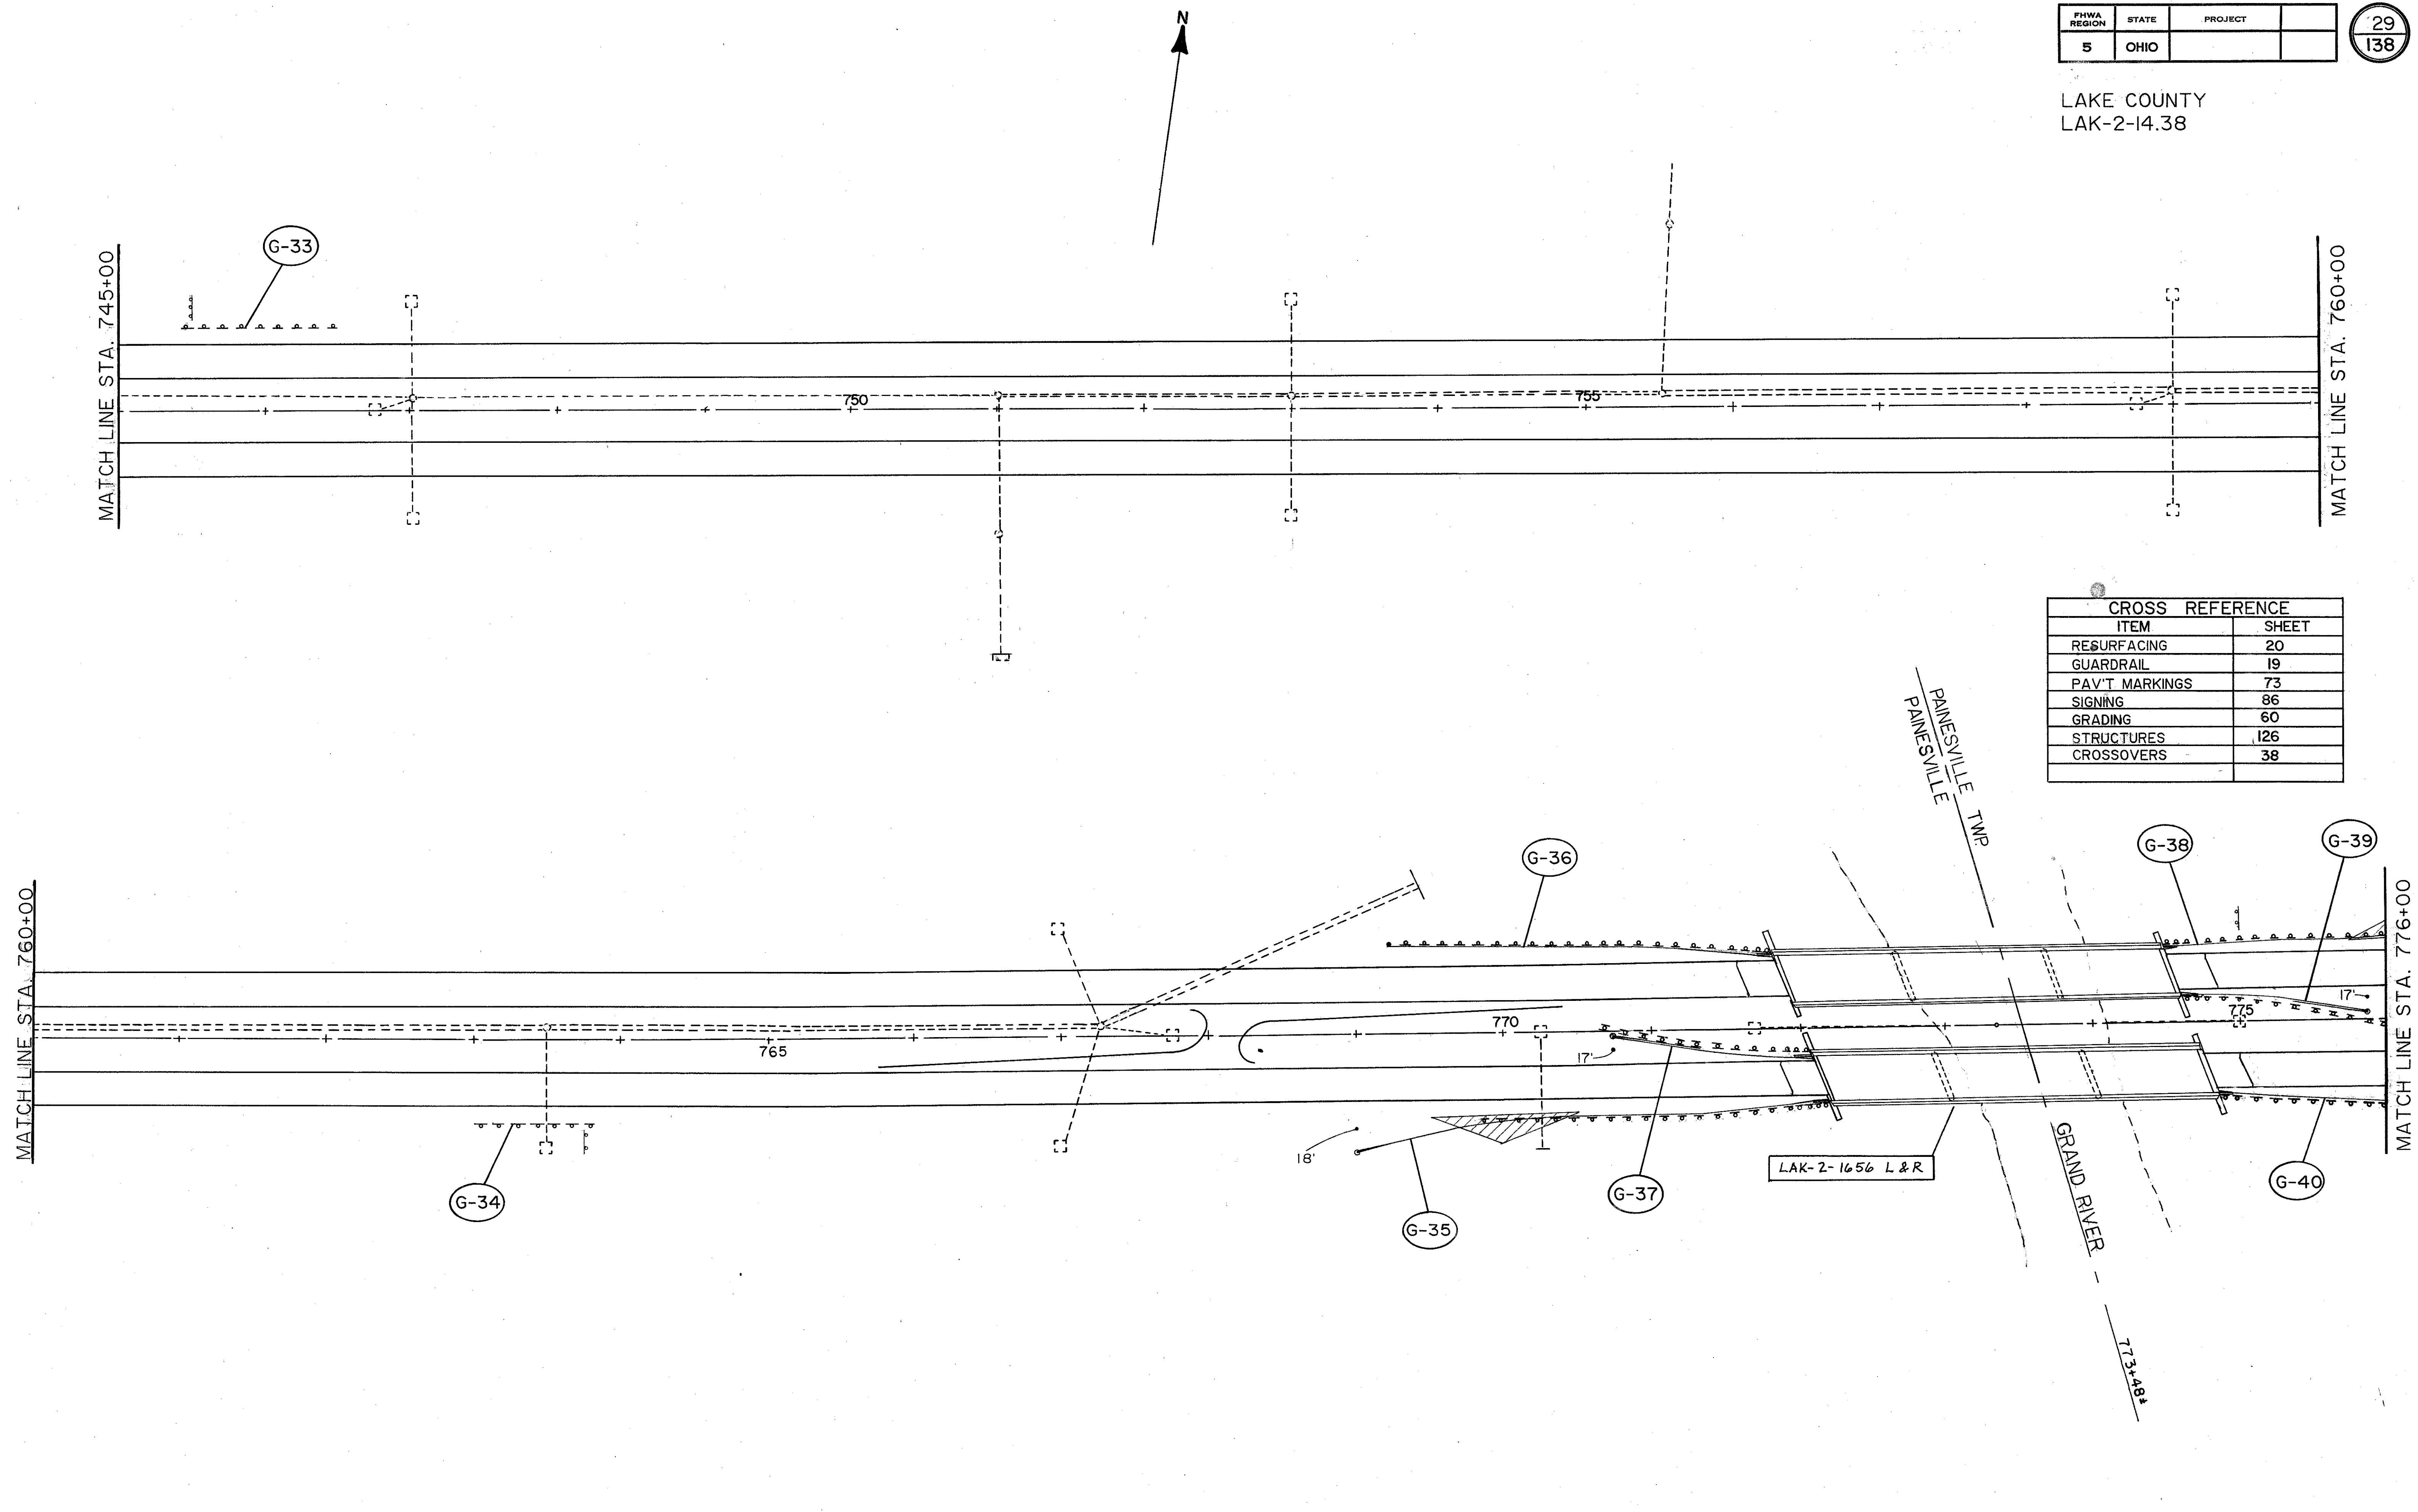 N
FHWA REGION STATE PROJECT
5 OHIO
29
138
LAKE COUNTY
LAK-2-14.38
G-33
MATCH LINE STA. 745+00
750
755
MATCH LINE STA. 760+00
CROSS REFERENCE
ITEM SHEET
RESURFACING 20
GUARDRAIL 19
PAV'T MARKINGS 73
SIGNING 86
GRADING 60
STRUCTURES 126
CROSSOVERS 38
PAINESVILLE TWP.
PAINESVILLE
G-36
G-38
G-39
MATCH LINE STA. 760+00
765
770
775
17'
17'
18'
MATCH LINE STA. 776+00
G-34
G-35
G-37
LAK-2-1656 L & R
GRAND RIVER
G-40
773+48±